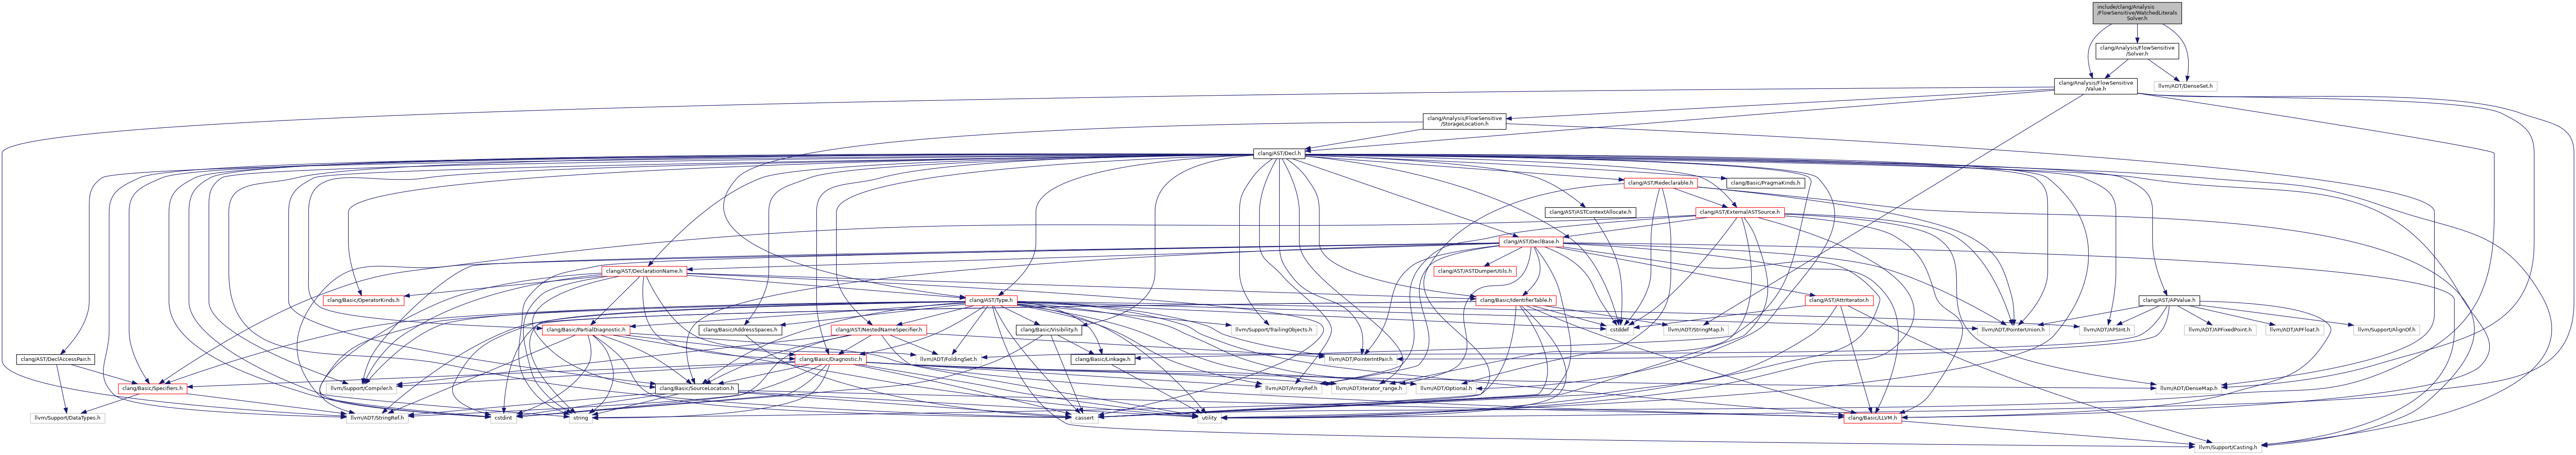 include/clang/Analysis
/FlowSensitive/WatchedLiterals
Solver.h
clang/Analysis/FlowSensitive
/Solver.h
clang/Analysis/FlowSensitive
/Value.h
llvm/ADT/DenseSet.h
clang/Analysis/FlowSensitive
/StorageLocation.h
clang/AST/Decl.h
clang/AST/Redeclarable.h
clang/Basic/PragmaKinds.h
clang/AST/ASTContextAllocate.h
clang/AST/ExternalASTSource.h
clang/AST/DeclBase.h
clang/AST/DeclarationName.h
clang/AST/ASTDumperUtils.h
clang/Basic/OperatorKinds.h
clang/AST/Type.h
clang/Basic/IdentifierTable.h
clang/AST/AttrIterator.h
clang/AST/APValue.h
clang/Basic/PartialDiagnostic.h
clang/Basic/AddressSpaces.h
clang/AST/NestedNameSpecifier.h
clang/Basic/Visibility.h
llvm/Support/TrailingObjects.h
cstddef
llvm/ADT/StringMap.h
llvm/ADT/PointerUnion.h
llvm/ADT/APSInt.h
llvm/ADT/APFixedPoint.h
llvm/ADT/APFloat.h
llvm/Support/AlignOf.h
clang/AST/DeclAccessPair.h
clang/Basic/Diagnostic.h
llvm/ADT/FoldingSet.h
clang/Basic/Linkage.h
llvm/ADT/PointerIntPair.h
clang/Basic/Specifiers.h
llvm/Support/Compiler.h
clang/Basic/SourceLocation.h
llvm/ADT/ArrayRef.h
llvm/ADT/iterator_range.h
llvm/ADT/Optional.h
llvm/ADT/DenseMap.h
llvm/Support/DataTypes.h
llvm/ADT/StringRef.h
cstdint
string
cassert
utility
clang/Basic/LLVM.h
llvm/Support/Casting.h